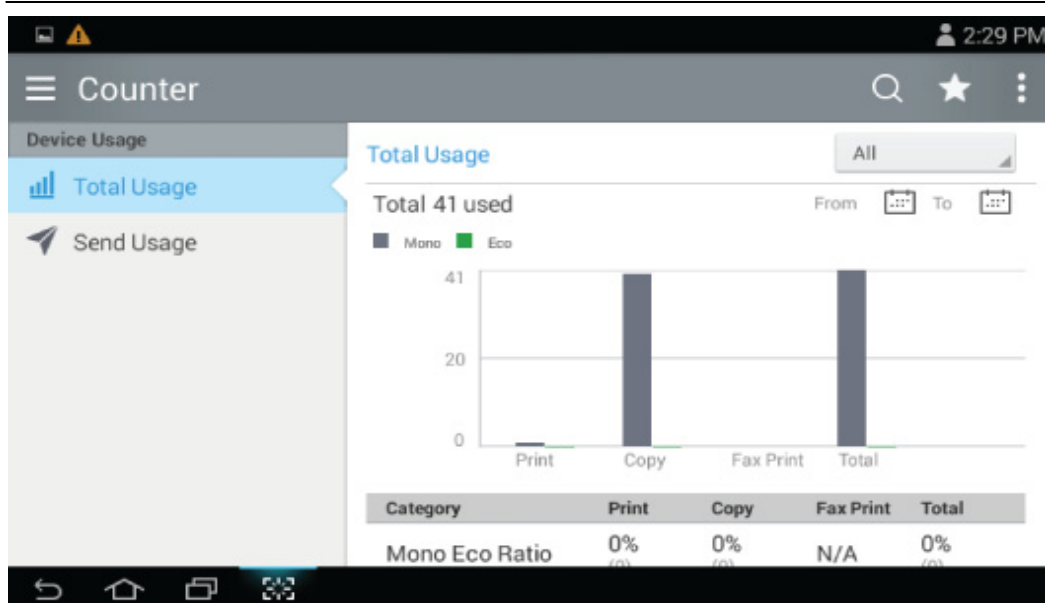 2:29 PM
Counter
Device Usage
Total Usage
Send Usage
Total Usage
All
Total 41 used
From To
Mono Eco
41
20
0
Print Copy Fax Print Total
Category Print Copy Fax Print Total
Mono Eco Ratio 0% 0% N/A 0%